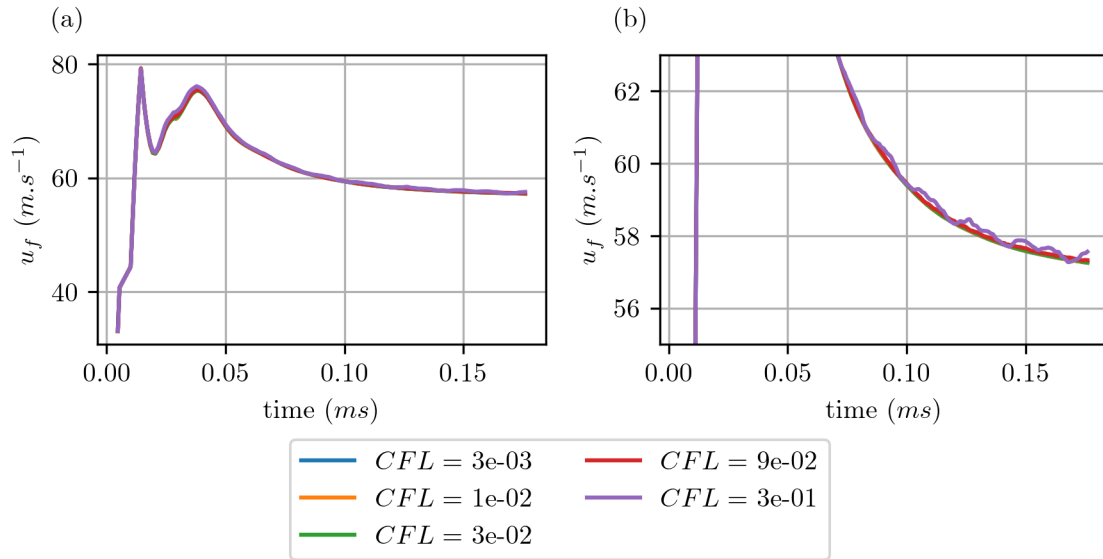 (a)
80
60
40
u_f (m.s⁻¹)
0.00 0.05 0.10 0.15
time (ms)
(b)
62
60
58
56
u_f (m.s⁻¹)
0.00 0.05 0.10 0.15
time (ms)
CFL = 3e-03
CFL = 1e-02
CFL = 3e-02
CFL = 9e-02
CFL = 3e-01